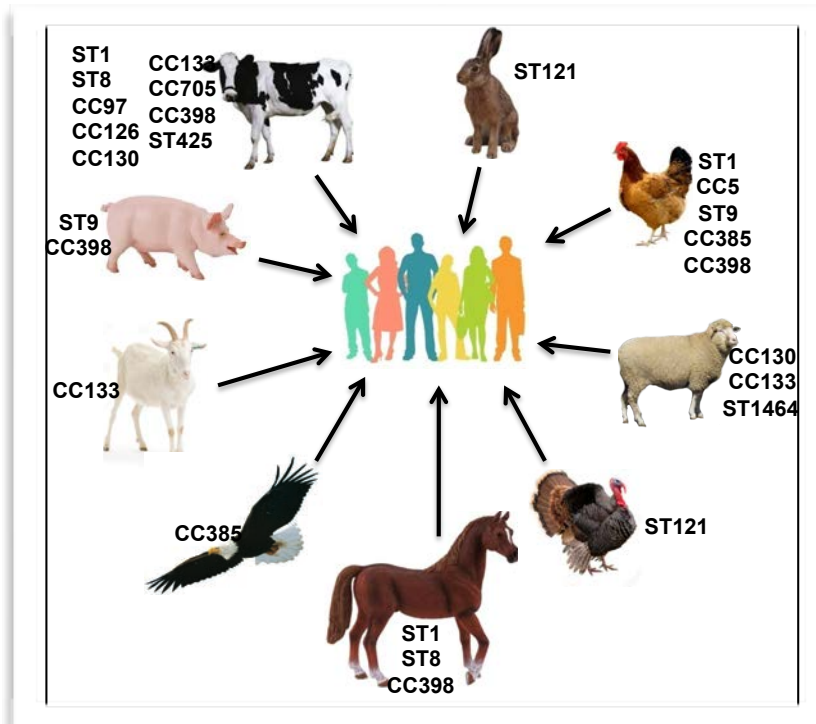 ST1
ST8
CC97
CC126
CC130
CC133
CC705
CC398
ST425
ST121
ST1
CC5
ST9
CC385
CC398
ST9
CC398
CC133
CC130
CC133
ST1464
CC385
ST121
ST1
ST8
CC398